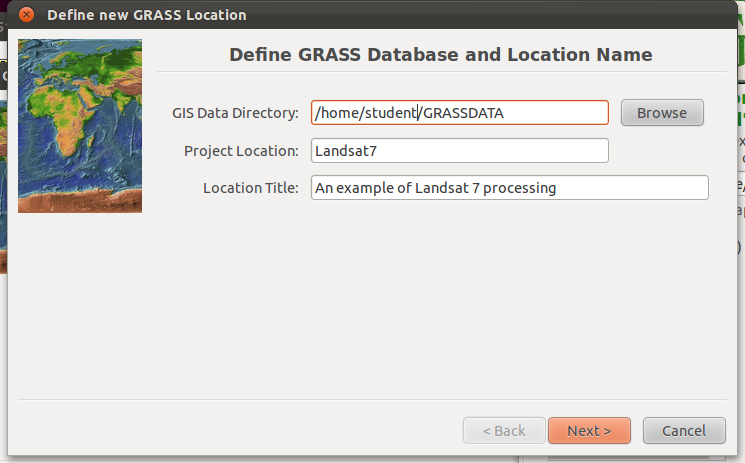 Define new GRASS Location
Define GRASS Database and Location Name
GIS Data Directory: /home/student/GRASSDATA Browse
Project Location: Landsat7
Location Title: An example of Landsat 7 processing
< Back Next > Cancel